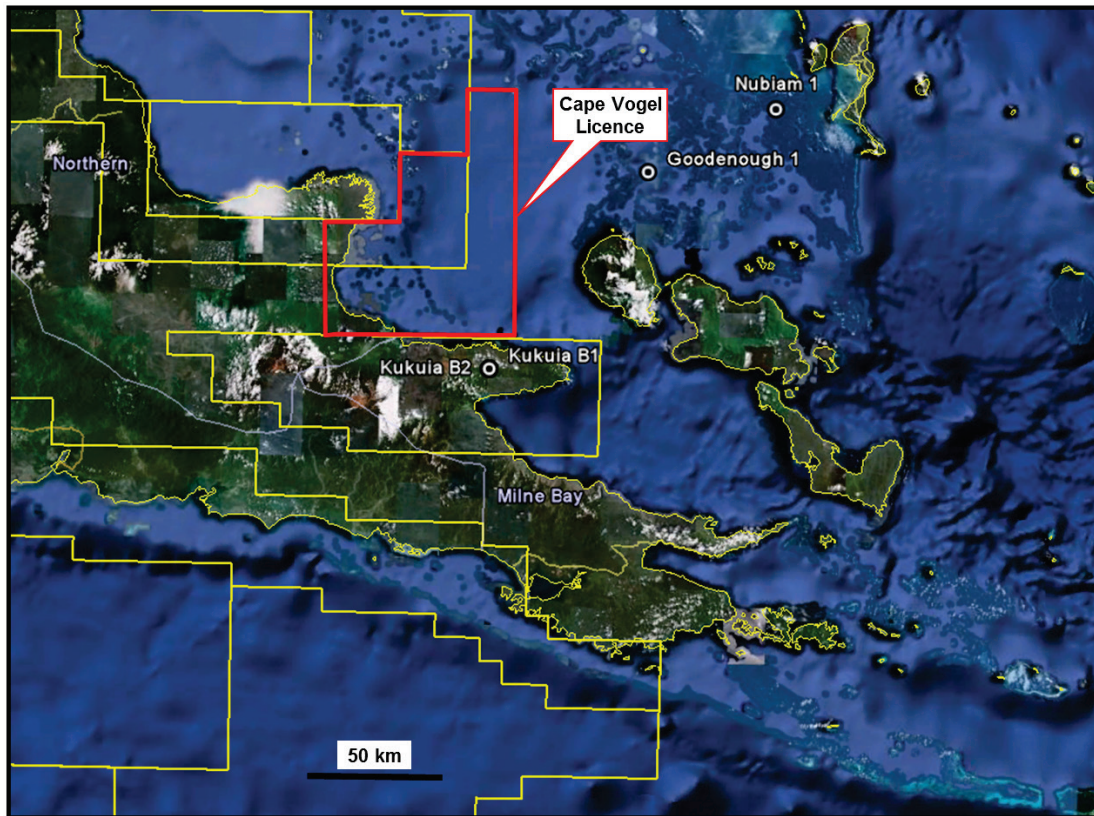 Nubiam 1
Cape Vogel
Licence
Goodenough 1
Northern
Kukuia B1
Kukuia B2
Milne Bay
50 km